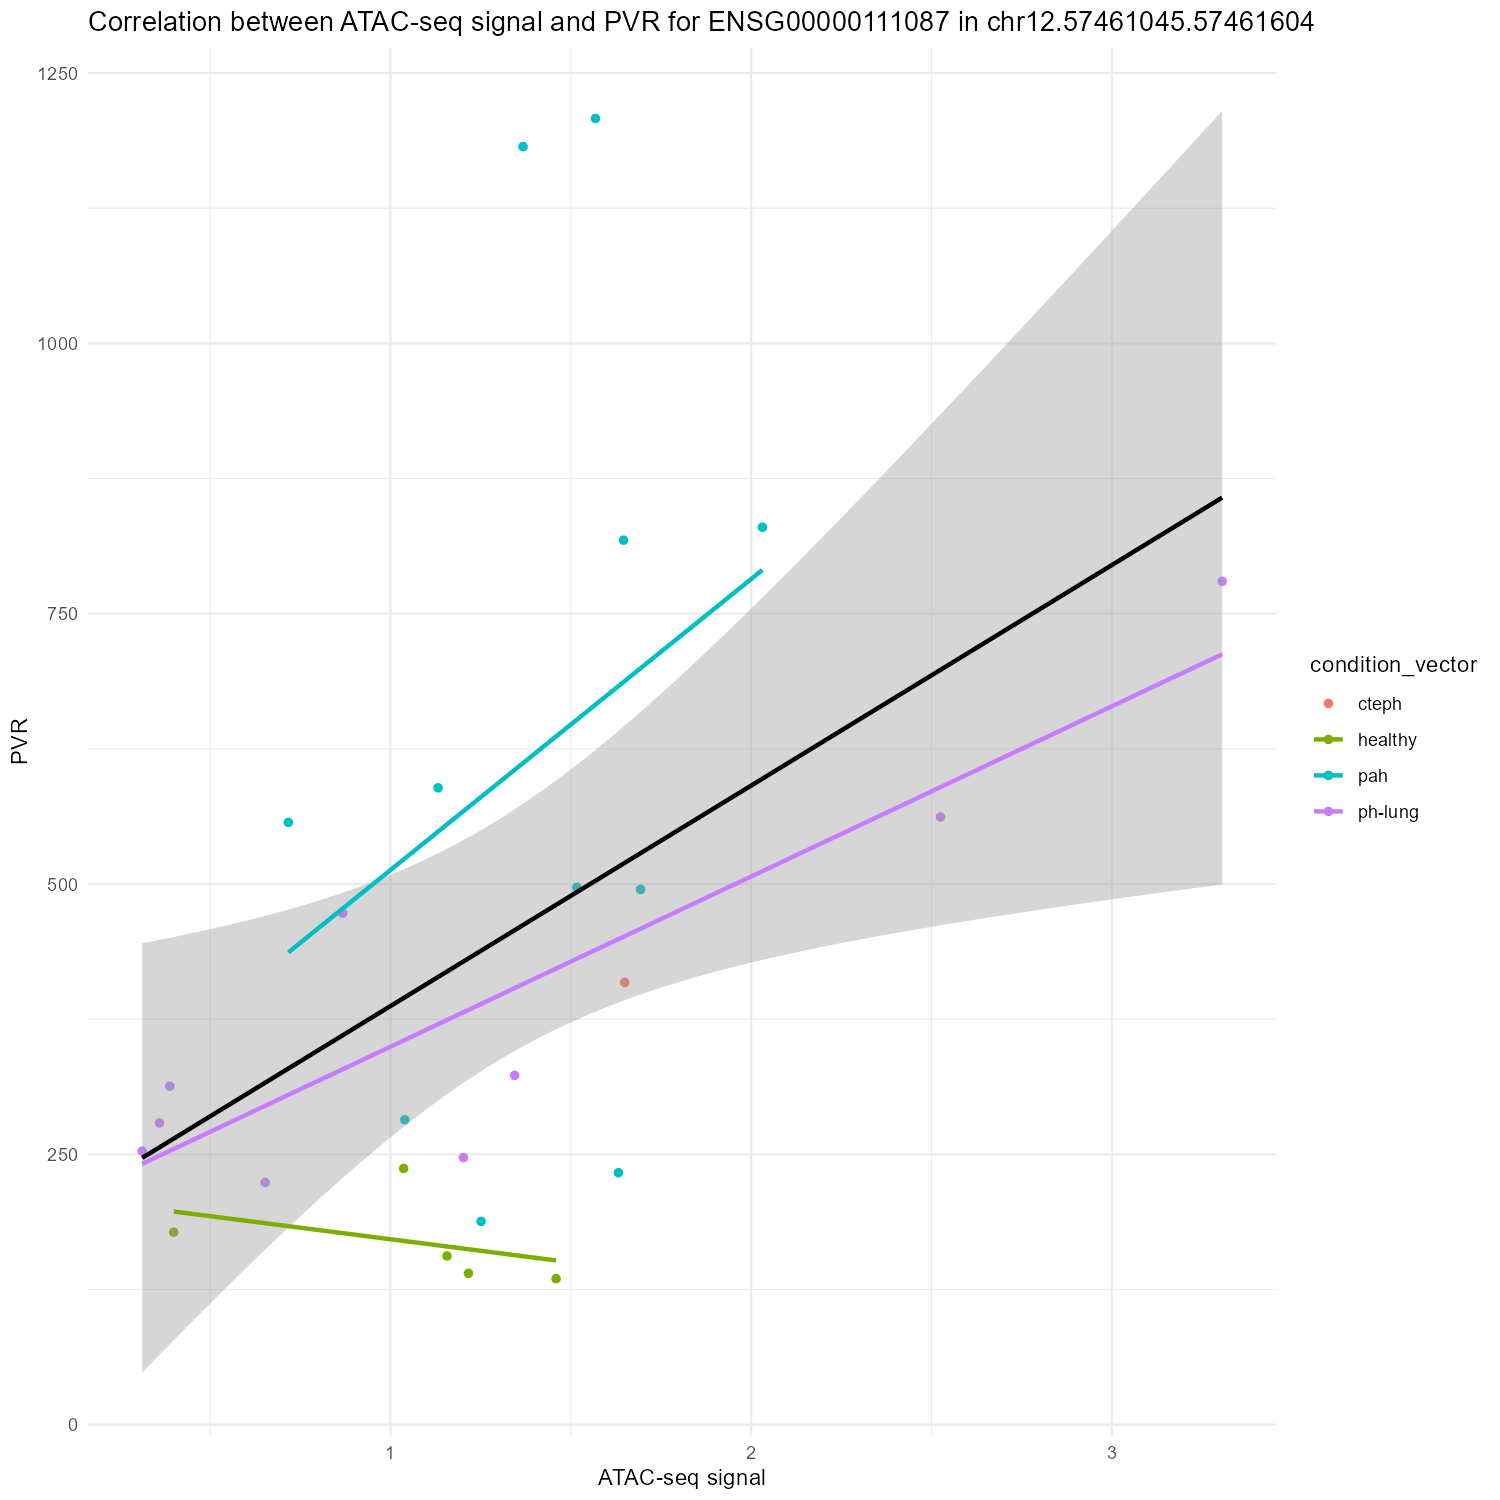 Correlation between ATAC-seq signal and PVR for ENSG00000111087 in chr12.57461045.57461604
1250
1000
750
500
250
0
PVR
1
2
3
ATAC-seq signal
condition_vector
cteph
healthy
pah
ph-lung